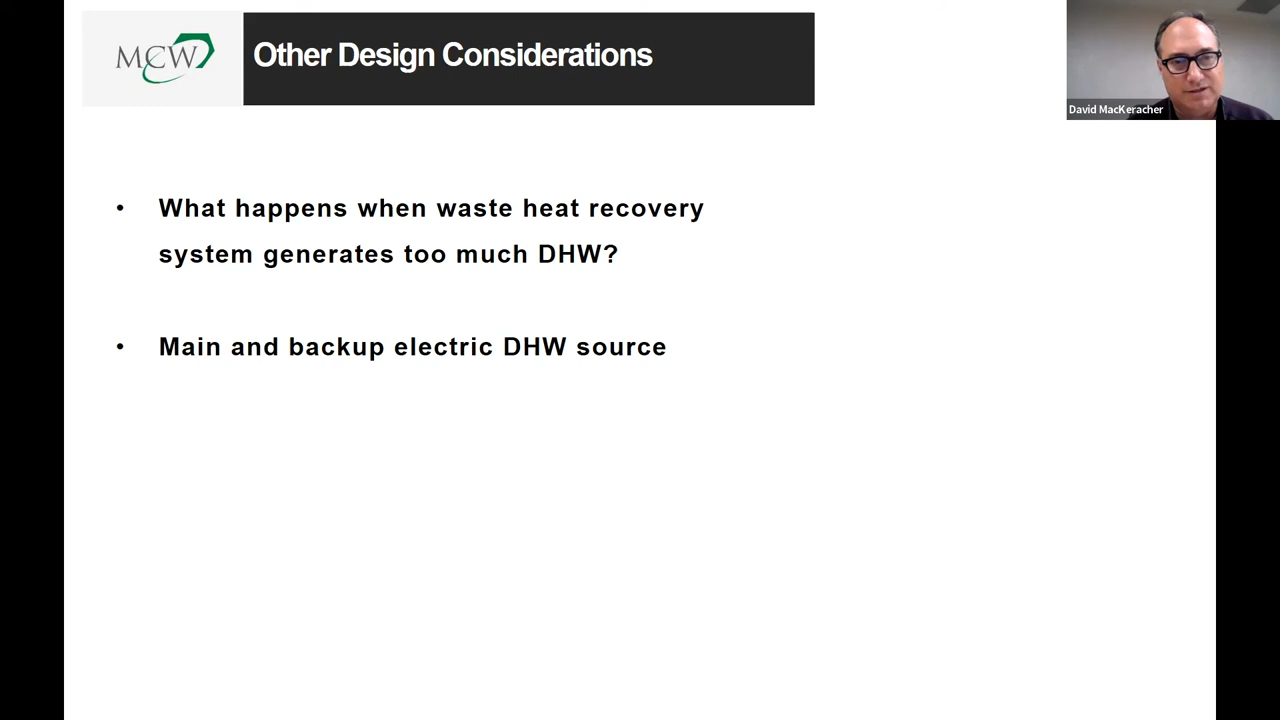 MCW
Other Design Considerations
David MacKeracher
• What happens when waste heat recovery
system generates too much DHW?
• Main and backup electric DHW source